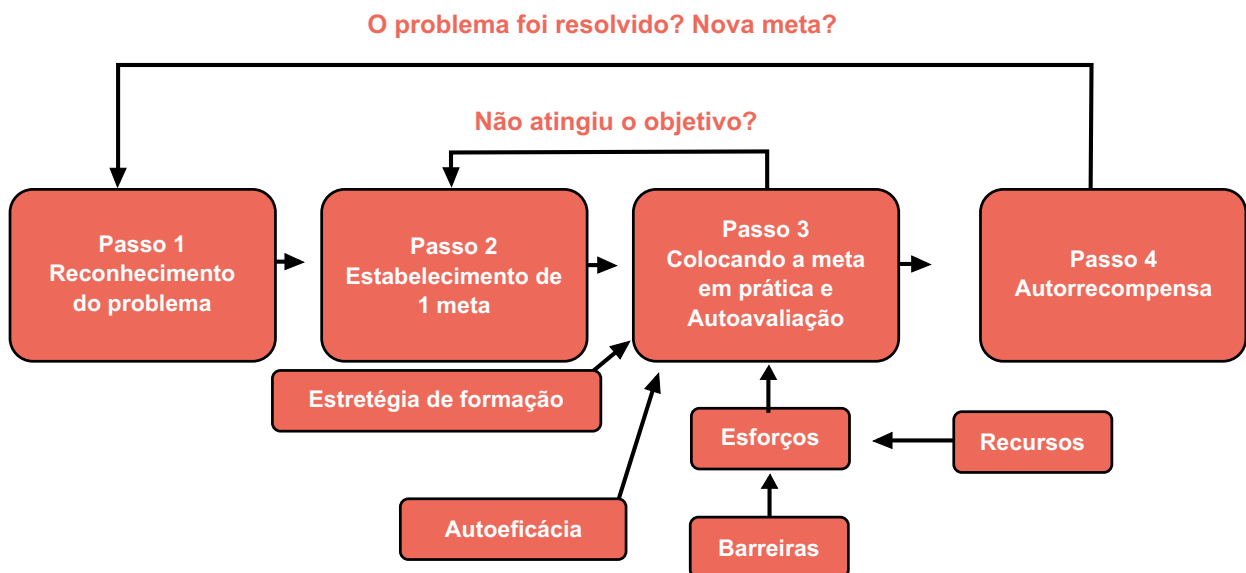 O problema foi resolvido? Nova meta?
Não atingiu o objetivo?
Passo 1
Reconhecimento
do problema
Passo 2
Estabelecimento de
1 meta
Passo 3
Colocando a meta
em prática e
Autoavaliação
Passo 4
Autorrecompensa
Estretégia de formação
Esforços
Recursos
Autoeficácia
Barreiras